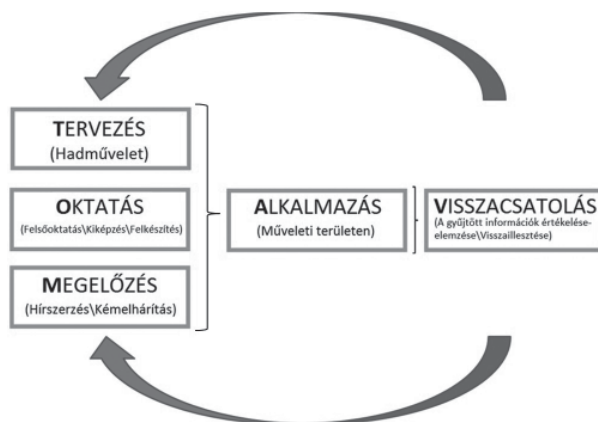 TERVEZÉS
(Hadművelet)
OKTATÁS
(Felsőoktatás\Kiképzés\Felkészítés)
MEGELŐZÉS
(Hírszerzés\Kémelhárítás)
ALKALMAZÁS
(Műveleti területen)
VISSZACSATOLÁS
(A gyűjtött információk értékelése-
elemzése\Visszaillesztése)